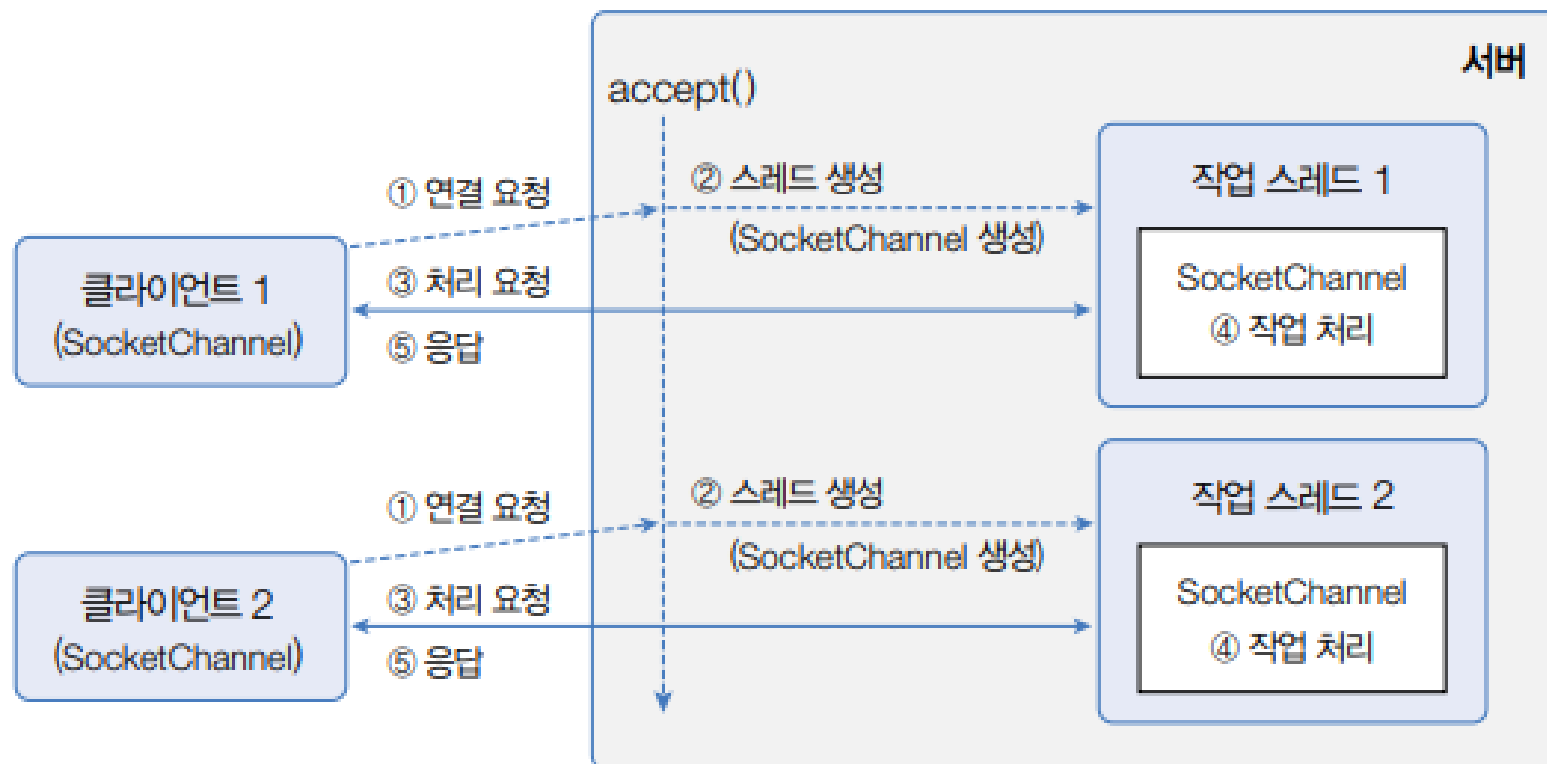 서버
accept()
① 연결 요청
② 스레드 생성
(SocketChannel 생성)
작업 스레드 1
클라이언트 1
(SocketChannel)
③ 처리 요청
⑤ 응답
SocketChannel
④ 작업 처리
① 연결 요청
② 스레드 생성
(SocketChannel 생성)
작업 스레드 2
클라이언트 2
(SocketChannel)
③ 처리 요청
⑤ 응답
SocketChannel
④ 작업 처리